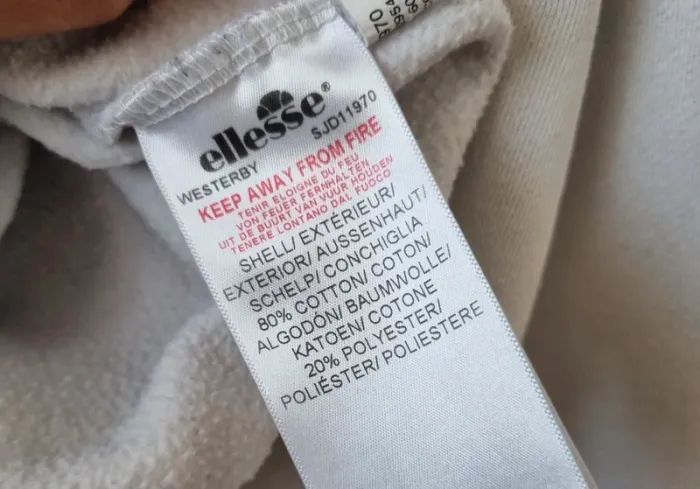 ellesse®
WESTERBY SJD11970
KEEP AWAY FROM FIRE
TENIR ELOIGNE DU FEU
VON FEUER FERNHALTEN
UIT DE BUURT VAN VUUR HOUDEN
TENERE LONTANO DAL FUOCO
SHELL/ EXTÉRIEUR/
EXTERIOR/ AUSSENHAUT/
SCHELP/ CONCHIGLIA
80% COTTON/ COTON/
ALGODÓN/ BAUMWOLLE/
KATOEN/ COTONE
20% POLYESTER/
POLIÉSTER/ POLIESTERE